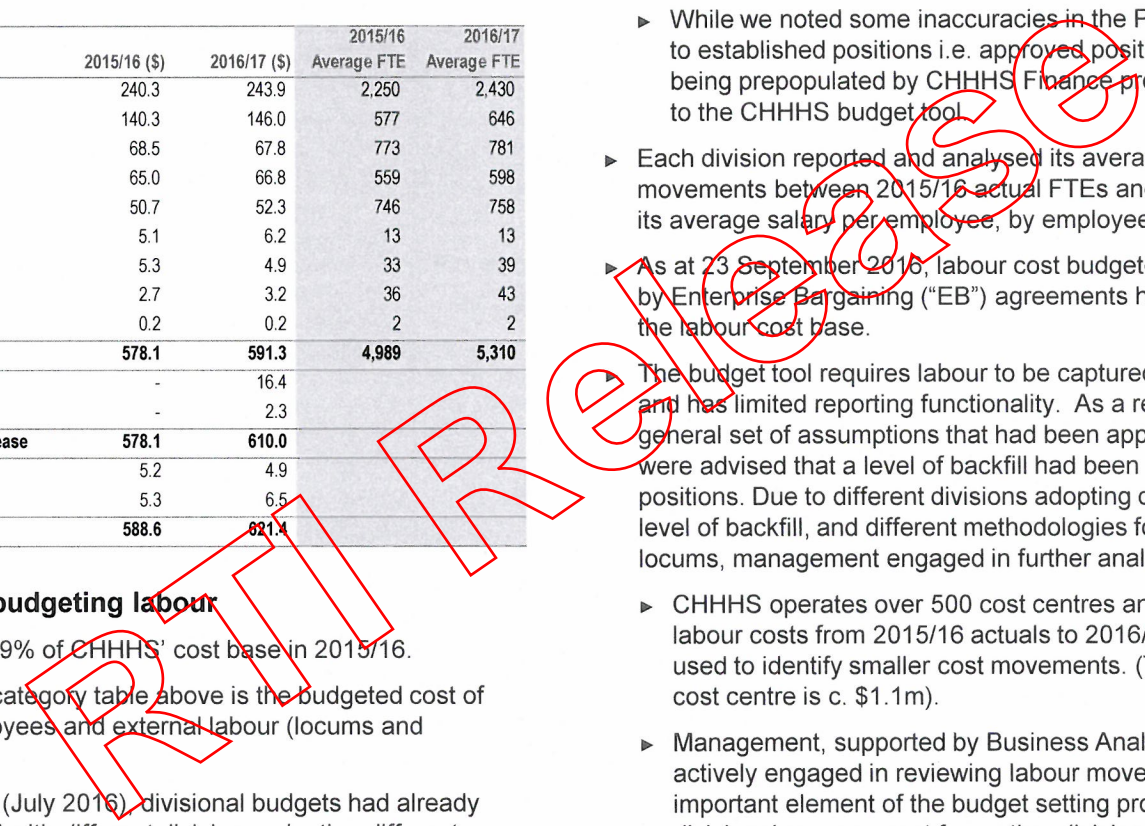 2015/16 2016/17
2015/16 ($) 2016/17 ($) Average FTE Average FTE
240.3 243.9 2,250 2,430
140.3 146.0 577 646
68.5 67.8 773 781
65.0 66.8 559 598
50.7 52.3 746 758
5.1 6.2 13 13
5.3 4.9 33 39
2.7 3.2 36 43
0.2 0.2 2 2
578.1 591.3 4,989 5,310
- 16.4
- 2.3
ease 578.1 610.0
5.2 4.9
5.3 6.5
588.6 621.4
budgeting labour
9% of CHHHS' cost base in 2015/16.
category table above is the budgeted cost of
oyees and external labour (locums and
(July 2016), divisional budgets had already
► While we noted some inaccuracies in the P
to established positions i.e. approved posit
being prepopulated by CHHHS Finance pr
to the CHHHS budget tool.
► Each division reported and analysed its avera
movements between 2015/16 actual FTEs and
its average salary per employee, by employee
► As at 23 September 2016, labour cost budget
by Enterprise Bargaining ("EB") agreements h
the labour cost base.
► The budget tool requires labour to be captured
and has limited reporting functionality. As a re
general set of assumptions that had been app
were advised that a level of backfill had been
positions. Due to different divisions adopting d
level of backfill, and different methodologies fo
locums, management engaged in further anal
► CHHHS operates over 500 cost centres an
labour costs from 2015/16 actuals to 2016/
used to identify smaller cost movements. (
cost centre is c. $1.1m).
► Management, supported by Business Anal
actively engaged in reviewing labour move
important element of the budget setting pro
RTI Release